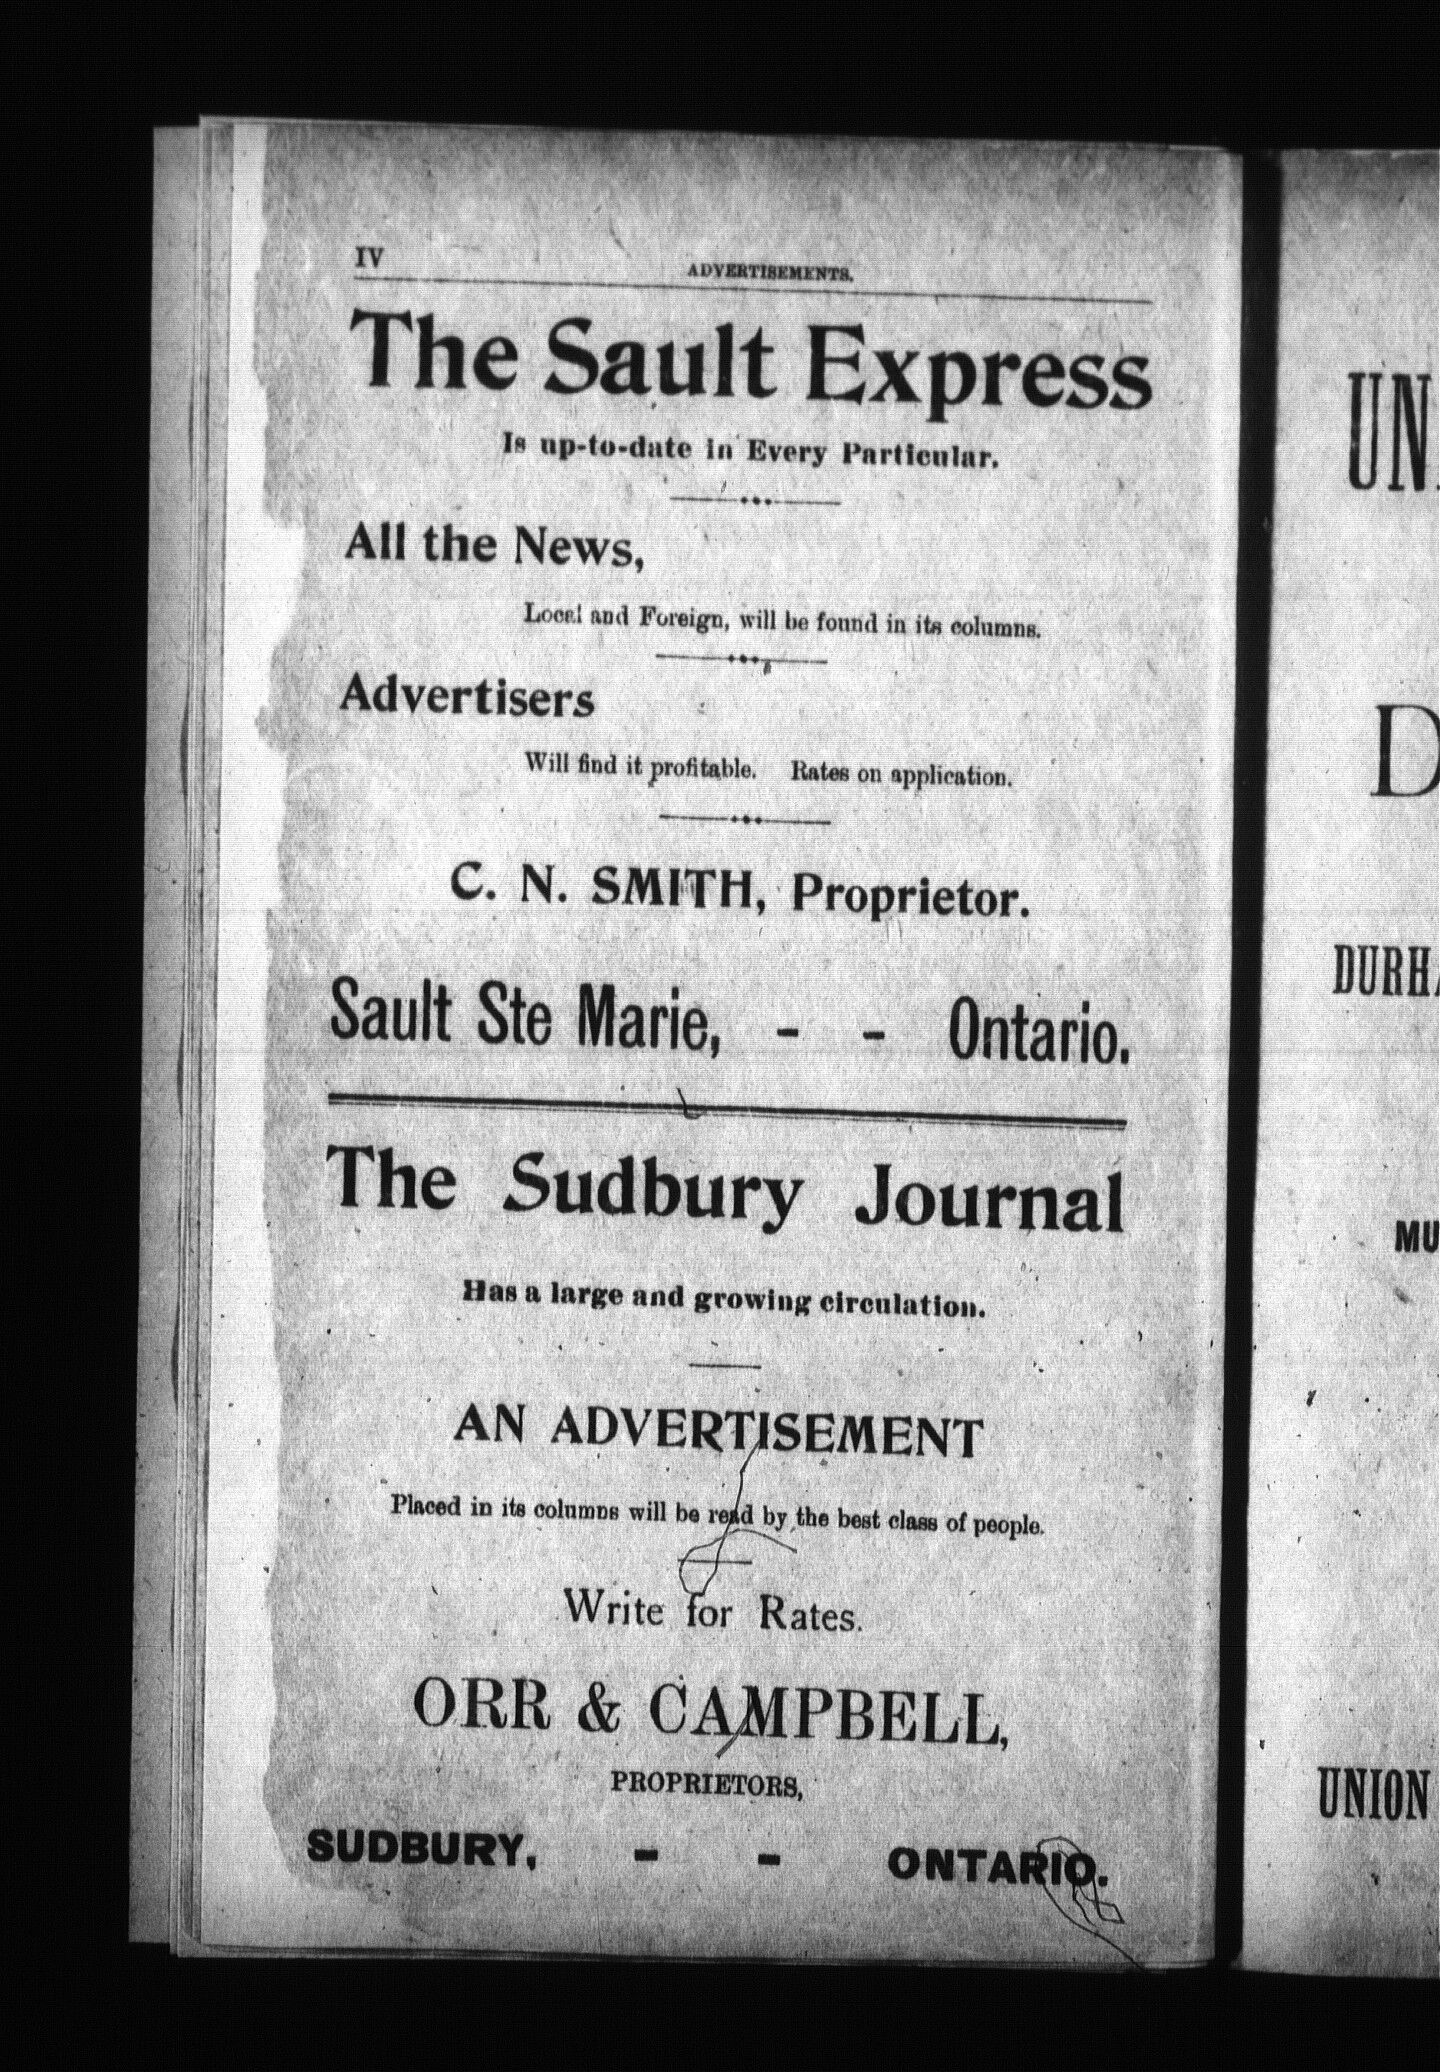 IV
ADVERTISEMENTS.
The Sault Express
Is up-to-date in Every Particular.
All the News,
Local and Foreign, will be found in its columns.
Advertisers
Will find it profitable. Rates on application.
C. N. SMITH, Proprietor.
Sault Ste Marie, - - Ontario.
The Sudbury Journal
Has a large and growing circulation.
AN ADVERTISEMENT
Placed in its columns will be read by the best class of people.
Write for Rates.
ORR & CAMPBELL,
PROPRIETORS,
SUDBURY, - - ONTARIO.
UNION